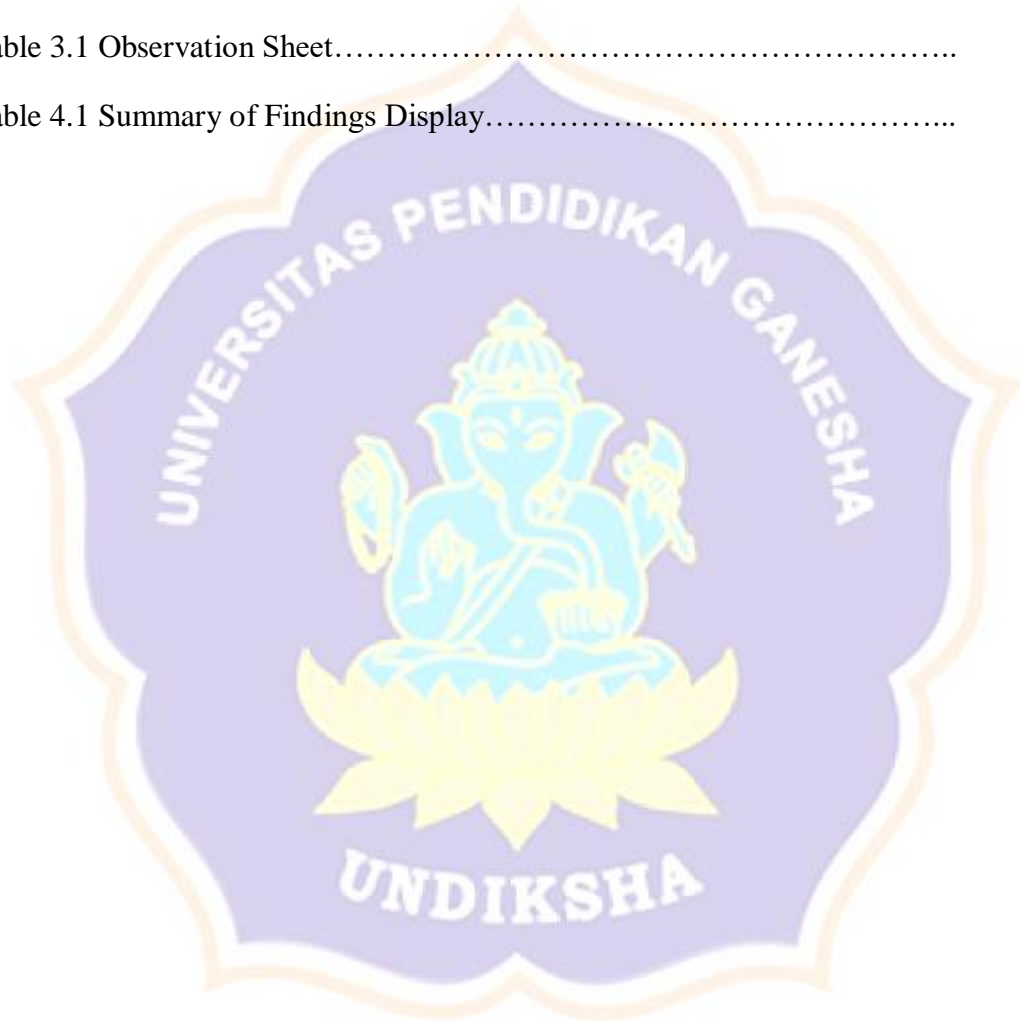 able 3.1 Observation Sheet…………………………………………………..
able 4.1 Summary of Findings Display……………………………………...
UNIVERSITAS PENDIDIKAN GANESHA
UNDIKSHA